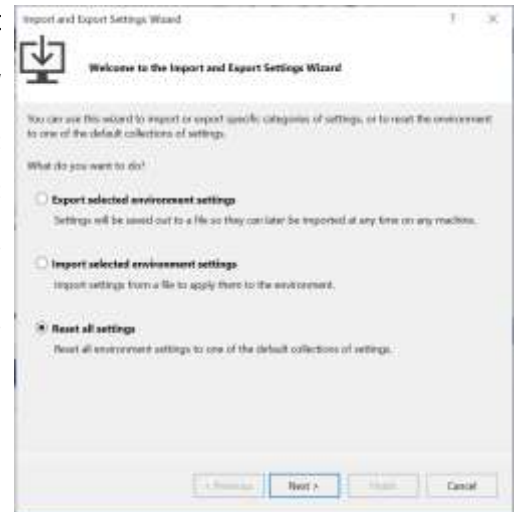 Import and Export Settings Wizard
Welcome to the Import and Export Settings Wizard
You can use this wizard to import or export specific categories of settings, or to reset the environment
to one of the default collections of settings.
What do you want to do?
Export selected environment settings
Settings will be saved out to a file so they can later be imported at any time on any machine.
Import selected environment settings
Import settings from a file to apply them to the environment.
Reset all settings
Reset all environment settings to one of the default collections of settings.
< Previous
Next >
Finish
Cancel